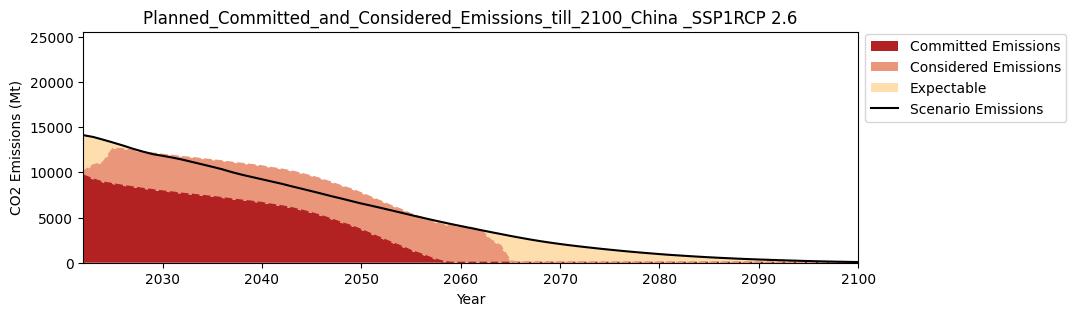 Planned_Committed_and_Considered_Emissions_till_2100_China _SSP1RCP 2.6
25000
20000
15000
10000
5000
0
CO2 Emissions (Mt)
2030 2040 2050 2060 2070 2080 2090 2100
Year
Committed Emissions
Considered Emissions
Expectable
Scenario Emissions